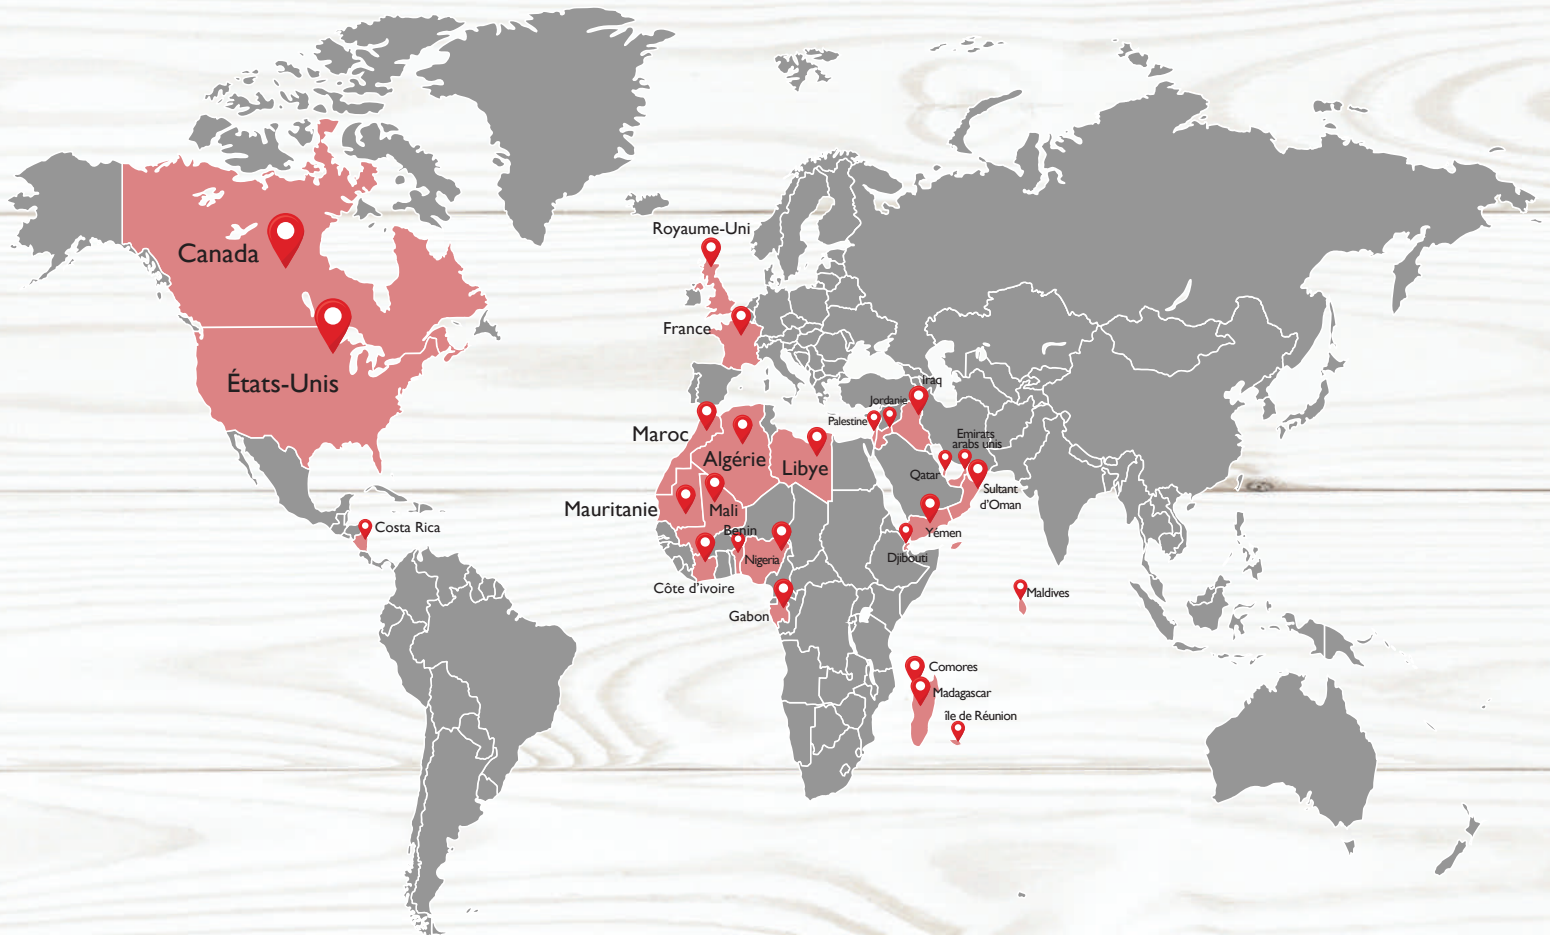 Royaume-Uni
Canada
France
États-Unis
Iraq
Jordanie
Palestine
Maroc
Emirats
arabs unis
Algérie
Libye
Qatar
Sultant
d'Oman
Mauritanie
Mali
Costa Rica
Benin
Yémen
Nigeria
Djibouti
Côte d'ivoire
Maldives
Gabon
Comores
Madagascar
île de Réunion